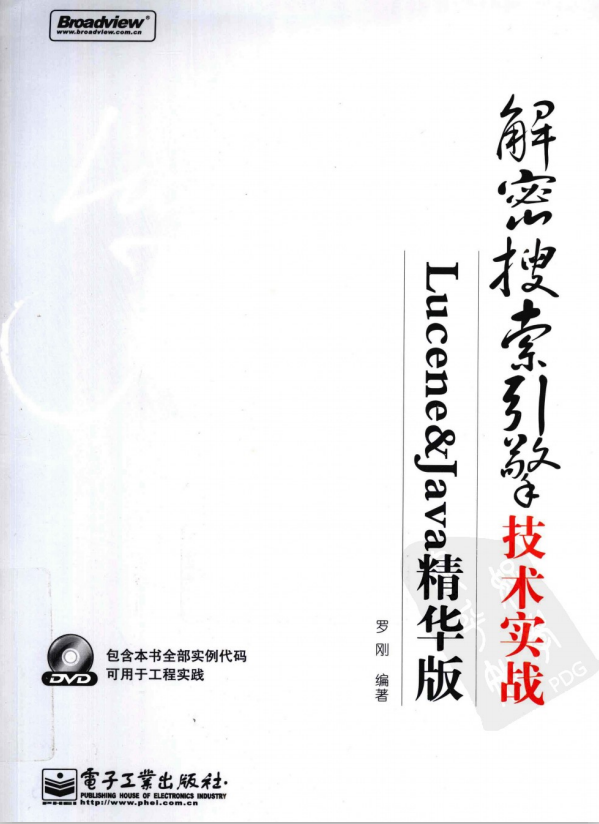 Broadview®
www.broadview.com.cn
解密搜索引擎技术实战
Lucene&Java精华版
罗刚 编著
DVD
包含本书全部实例代码
可用于工程实践
電子工業出版社·
PUBLISHING HOUSE OF ELECTRONICS INDUSTRY
PHEI http://www.phei.com.cn
PDG